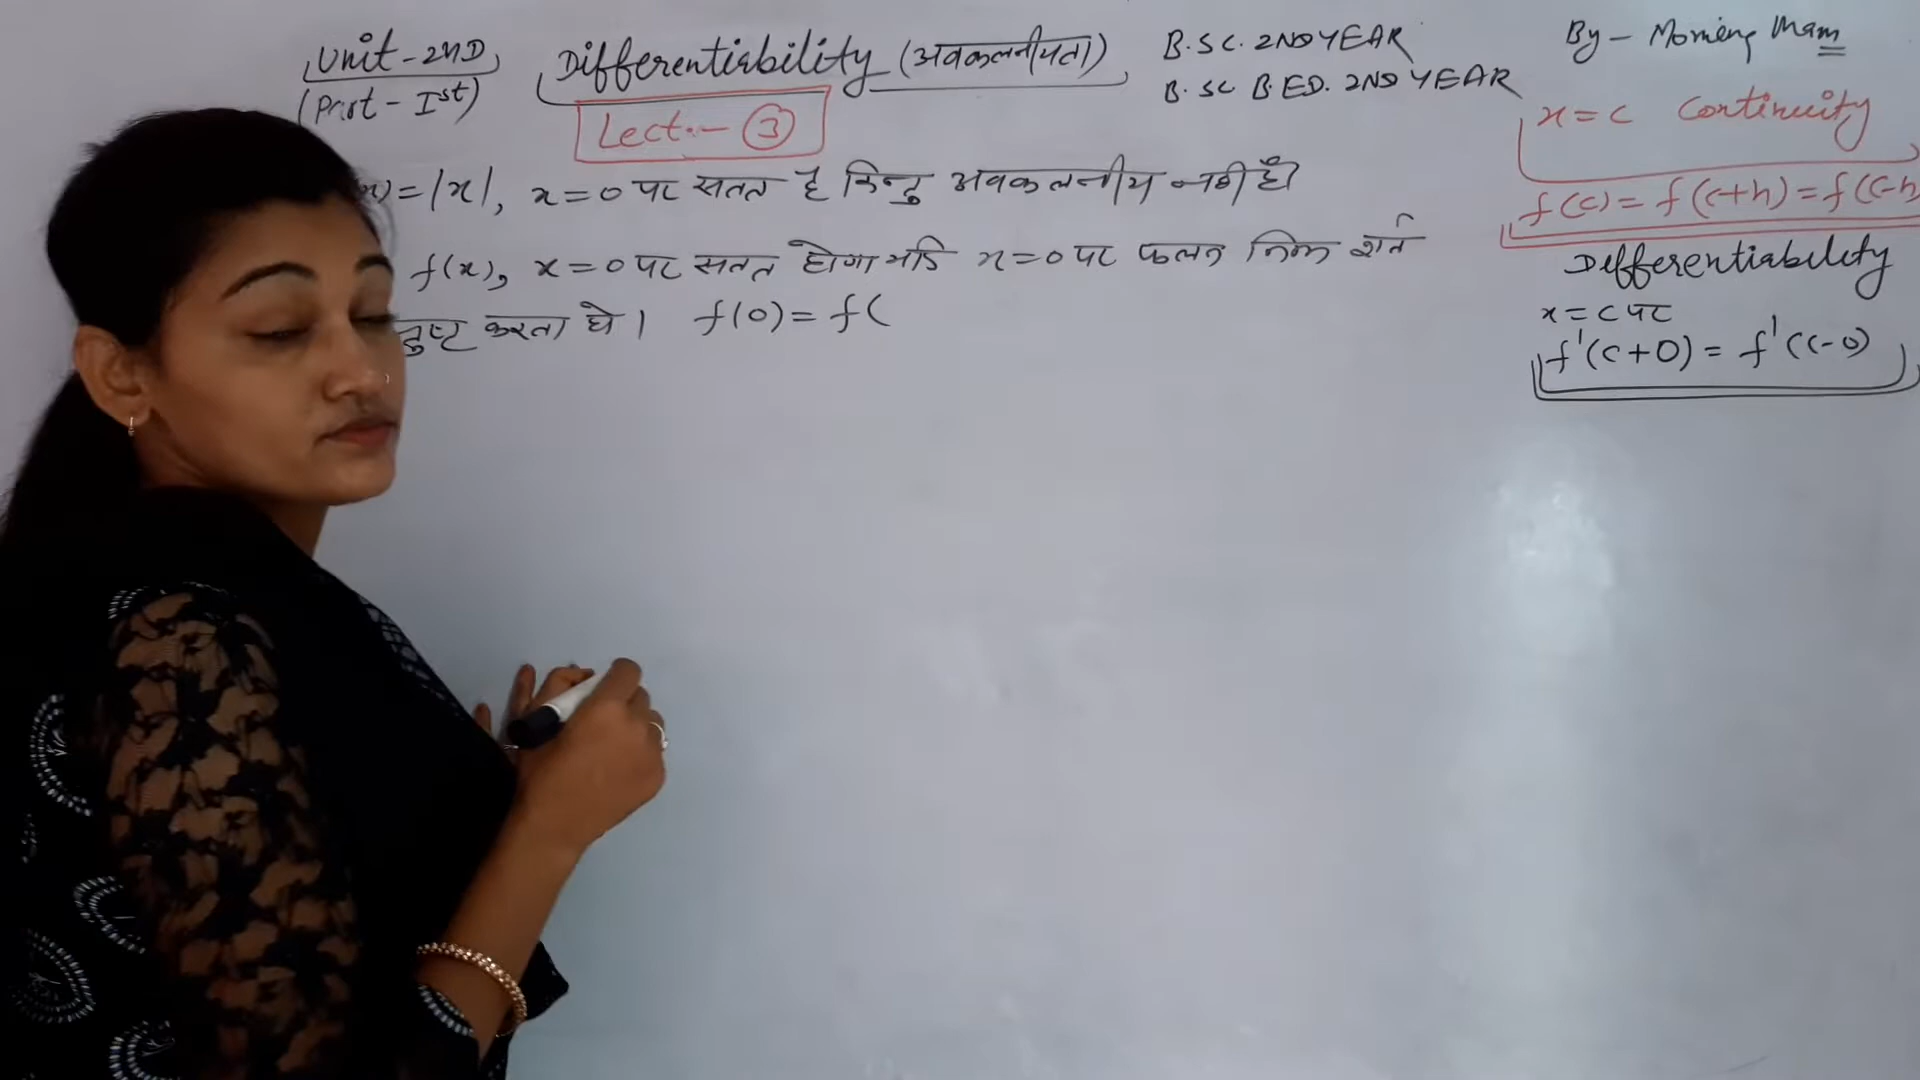 Unit-2ND
(Part-Ist)
Differentiability (अवकलनीयता)
B.SC. 2ND YEAR
B.SC B.ED. 2ND YEAR
By- Mam
Lect.- ③
x=c Continuity
f(c)=f(c+h)=f(c-h
)=|x|, x=0 पर सतत है किन्तु अवकलनीय नहीं है।
f(x), x=0 पर सतत होगा यदि x=0 पर फलन निम्न शर्त
तुष्ट करता है। f(0)=f(
Differentiability
x=c पर
f'(c+0)=f'(c-0)